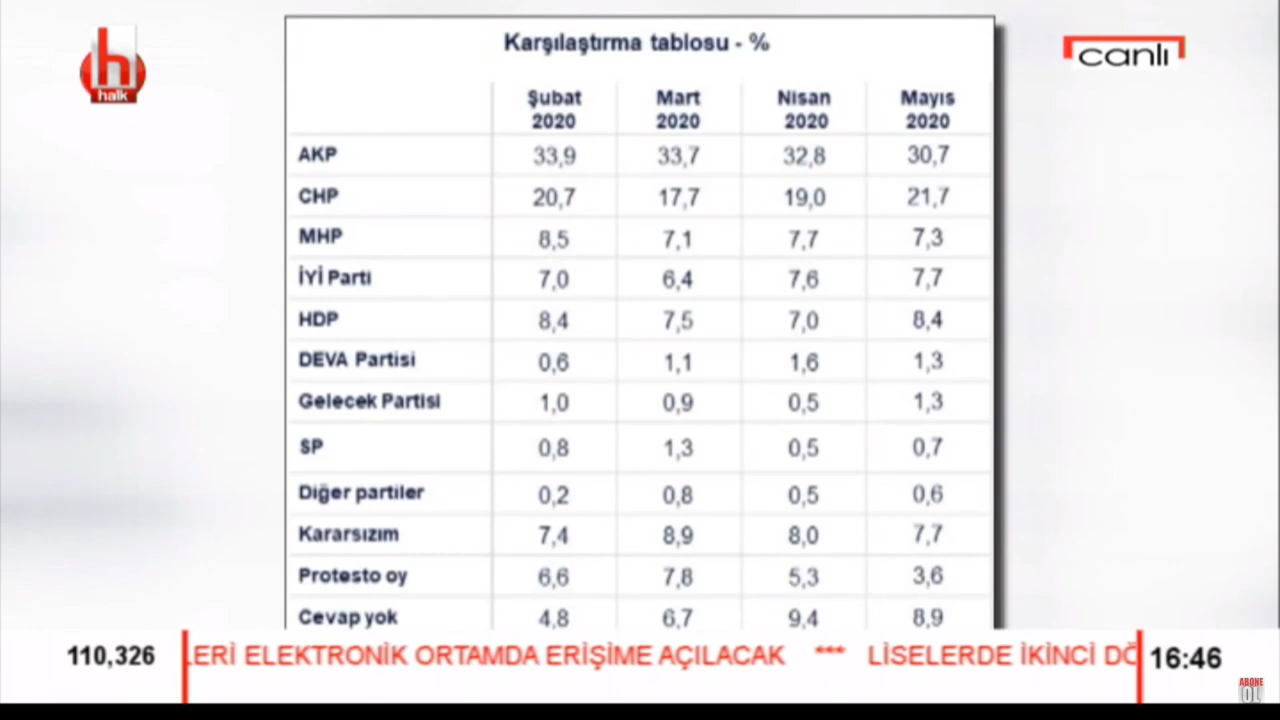 h
halk
canlı
Karşılaştırma tablosu - %
Şubat 2020 Mart 2020 Nisan 2020 Mayıs 2020
AKP 33,9 33,7 32,8 30,7
CHP 20,7 17,7 19,0 21,7
MHP 8,5 7,1 7,7 7,3
İYİ Parti 7,0 6,4 7,6 7,7
HDP 8,4 7,5 7,0 8,4
DEVA Partisi 0,6 1,1 1,6 1,3
Gelecek Partisi 1,0 0,9 0,5 1,3
SP 0,8 1,3 0,5 0,7
Diğer partiler 0,2 0,8 0,5 0,6
Kararsızım 7,4 8,9 8,0 7,7
Protesto oy 6,6 7,8 5,3 3,6
Cevap yok 4,8 6,7 9,4 8,9
110,326 LERİ ELEKTRONİK ORTAMDA ERİŞİME AÇILACAK *** LİSELERDE İKİNCİ DÖ 16:46
ABONE
OL